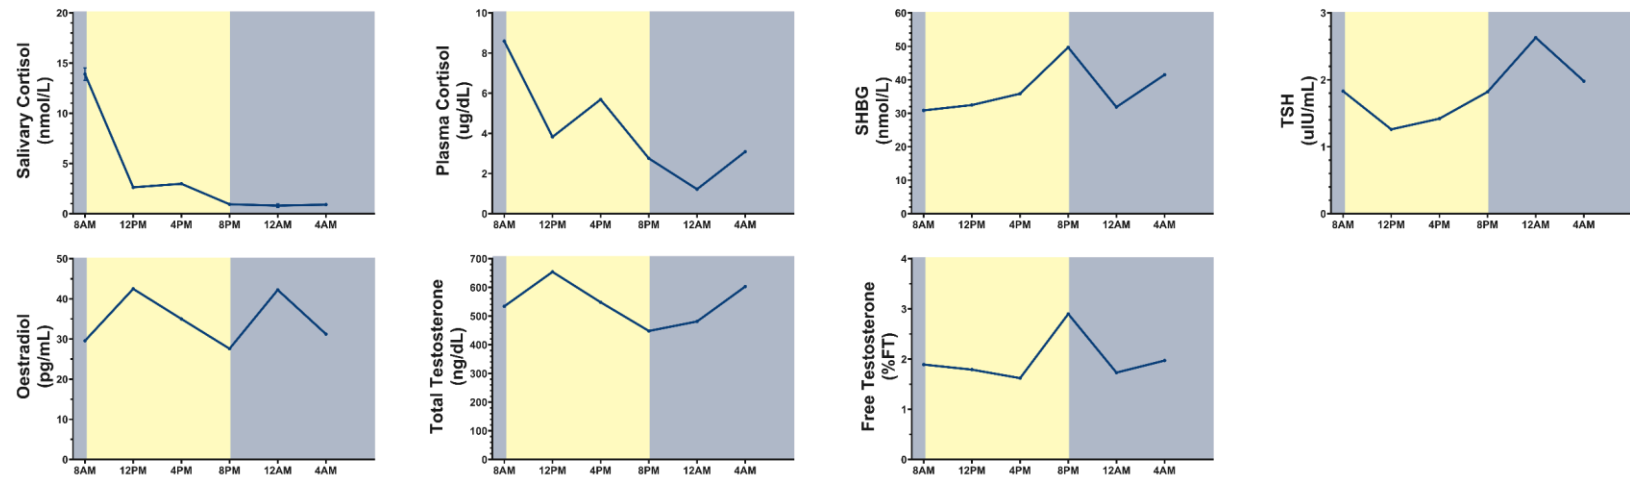 Salivary Cortisol
(nmol/L)
20
15
10
5
0
8AM 12PM 4PM 8PM 12AM 4AM
Plasma Cortisol
(ug/dL)
10
8
6
4
2
0
8AM 12PM 4PM 8PM 12AM 4AM
SHBG
(nmol/L)
60
50
40
30
20
10
0
8AM 12PM 4PM 8PM 12AM 4AM
TSH
(uIU/mL)
3
2
1
0
8AM 12PM 4PM 8PM 12AM 4AM
Oestradiol
(pg/mL)
50
40
30
20
10
0
8AM 12PM 4PM 8PM 12AM 4AM
Total Testosterone
(ng/dL)
700
600
500
400
300
200
100
0
8AM 12PM 4PM 8PM 12AM 4AM
Free Testosterone
(%FT)
4
3
2
1
0
8AM 12PM 4PM 8PM 12AM 4AM